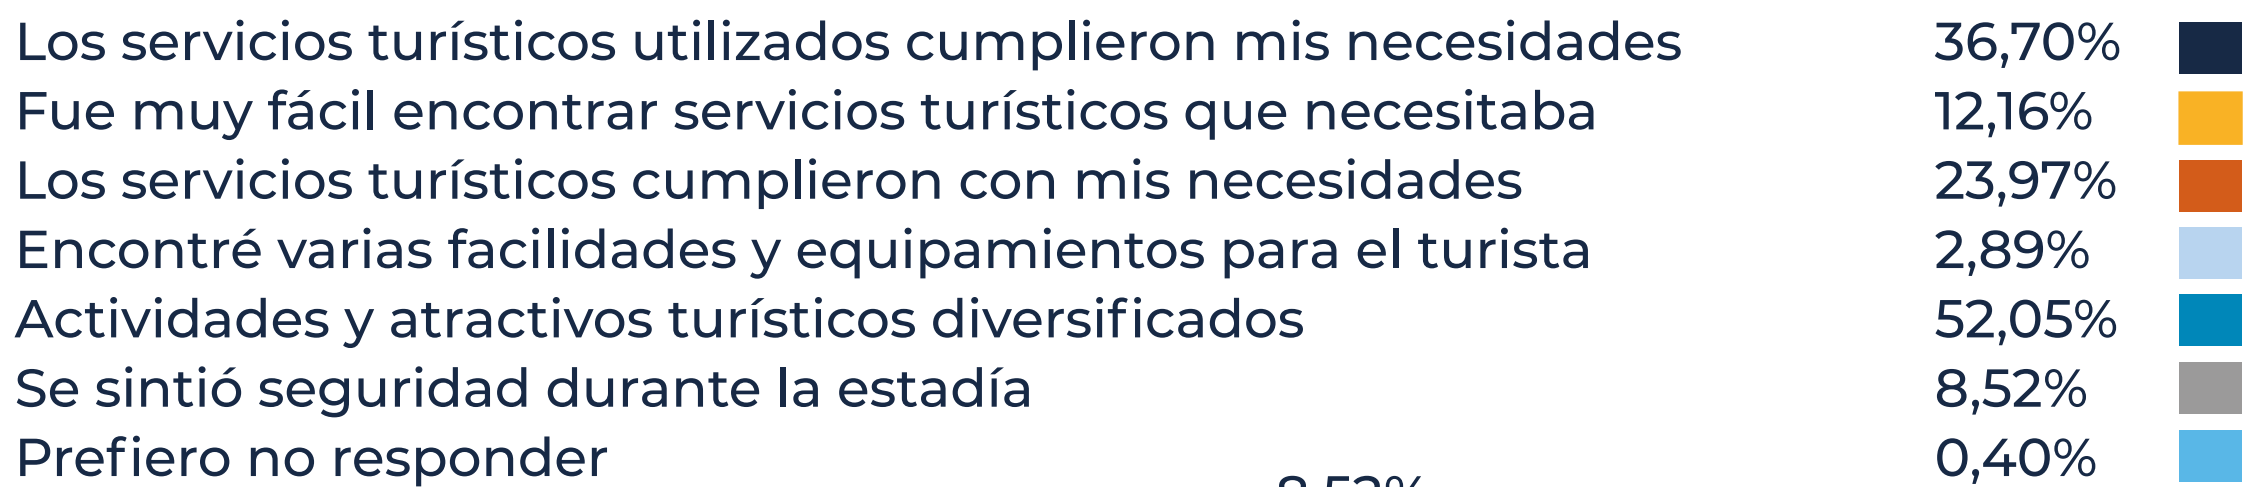 Los servicios turísticos utilizados cumplieron mis necesidades 36,70%
Fue muy fácil encontrar servicios turísticos que necesitaba 12,16%
Los servicios turísticos cumplieron con mis necesidades 23,97%
Encontré varias facilidades y equipamientos para el turista 2,89%
Actividades y atractivos turísticos diversificados 52,05%
Se sintió seguridad durante la estadía 8,52%
Prefiero no responder 0,40%
8,52%